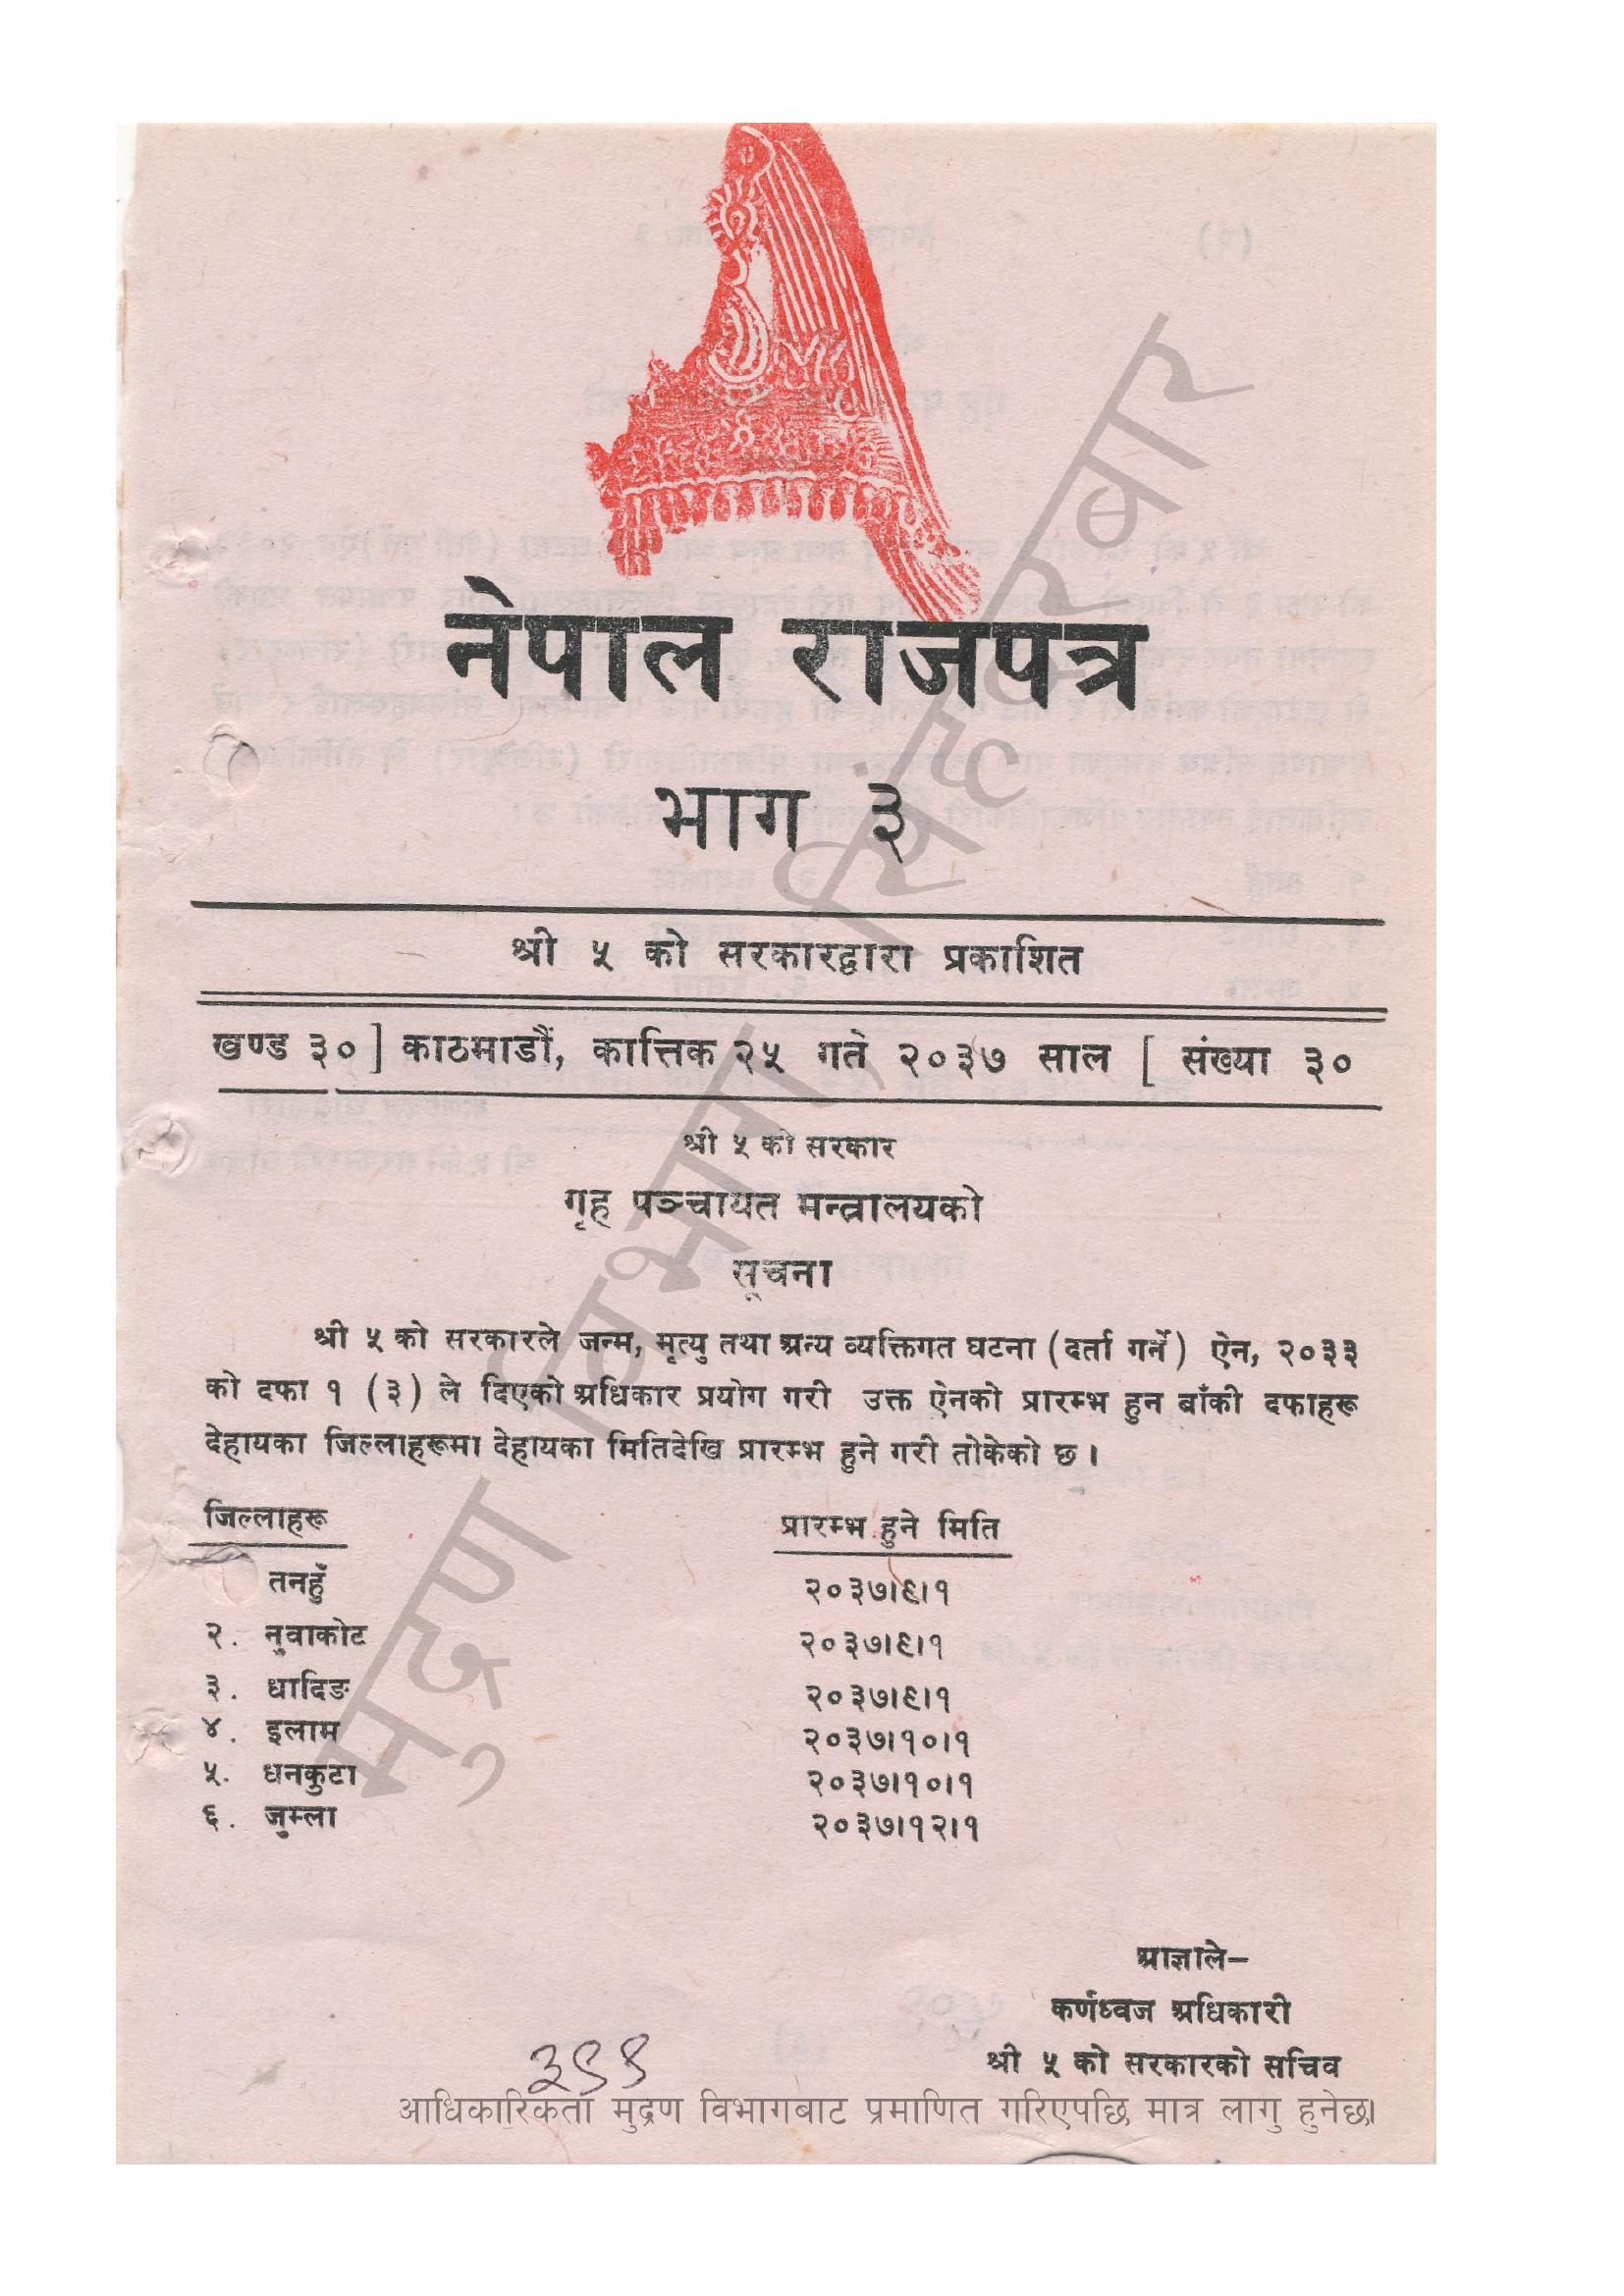 नेपाल राजपत्र
भाग ३
श्री ५ को सरकारद्वारा प्रकाशित
खण्ड ३० ] काठमाडौं, कात्तिक २५ गते २०३७ साल [ संख्या ३०
श्री ५ को सरकार
गृह पञ्चायत मन्त्रालयको
सूचना
श्री ५ को सरकारले जन्म, मृत्यु तथा अन्य व्यक्तिगत घटना (दर्ता गर्ने) ऐन, २०३३
को दफा १ (३) ले दिएको अधिकार प्रयोग गरी उक्त ऐनको प्रारम्भ हुन बाँकी दफाहरू
देहायका जिल्लाहरूमा देहायका मितिदेखि प्रारम्भ हुने गरी तोकेको छ ।
जिल्लाहरू प्रारम्भ हुने मिति
तनहुँ २०३७।९।१
२. नुवाकोट २०३७।९।१
३. धादिङ २०३७।९।१
४. इलाम २०३७।१०।१
५. धनकुटा २०३७।१०।१
६. जुम्ला २०३७।१२।१
आज्ञाले–
कर्णध्वज अधिकारी
श्री ५ को सरकारको सचिव
आधिकारिकता मुद्रण विभागबाट प्रमाणित गरिएपछि मात्र लागु हुनेछ।
मुद्रण विभाग, सिंहदरबार